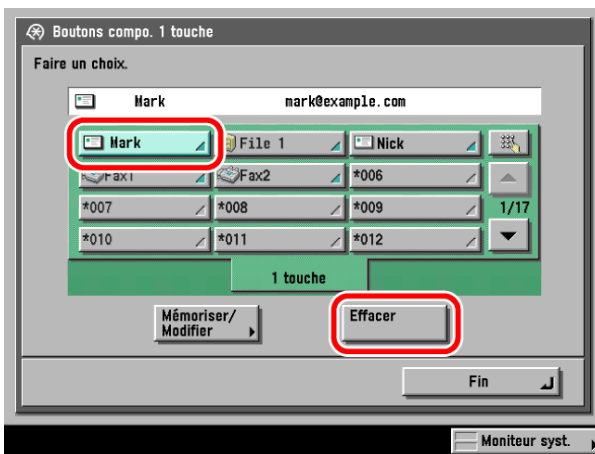 Boutons compo. 1 touche
Faire un choix.
Mark mark@example.com
Mark File 1 Nick
Fax1 Fax2 *006
*007 *008 *009 1/17
*010 *011 *012
1 touche
Mémoriser/
Modifier
Effacer
Fin
Moniteur syst.